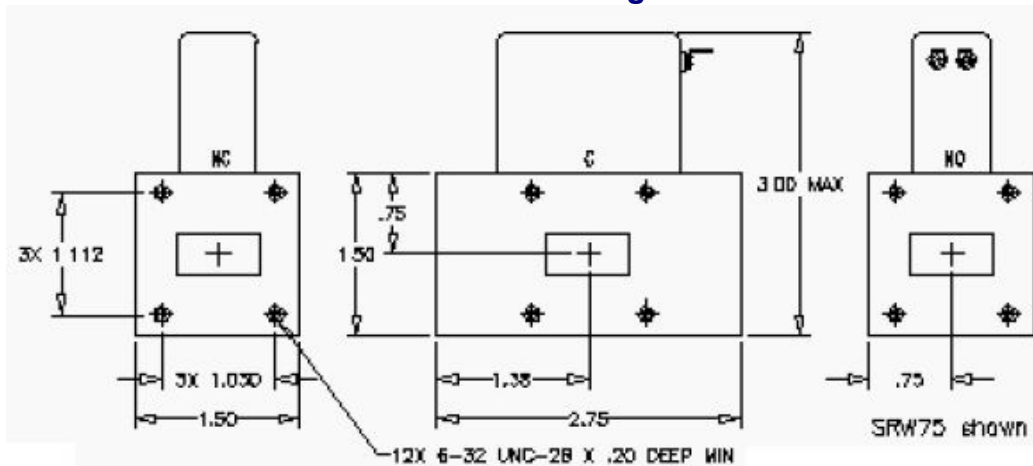 NC
C
NO
3.00 MAX
.75
1.50
3X 1.112
3X 1.030
1.50
1.38
2.75
.75
SRW75 shown
12X 6-32 UNC-2B X .20 DEEP MIN